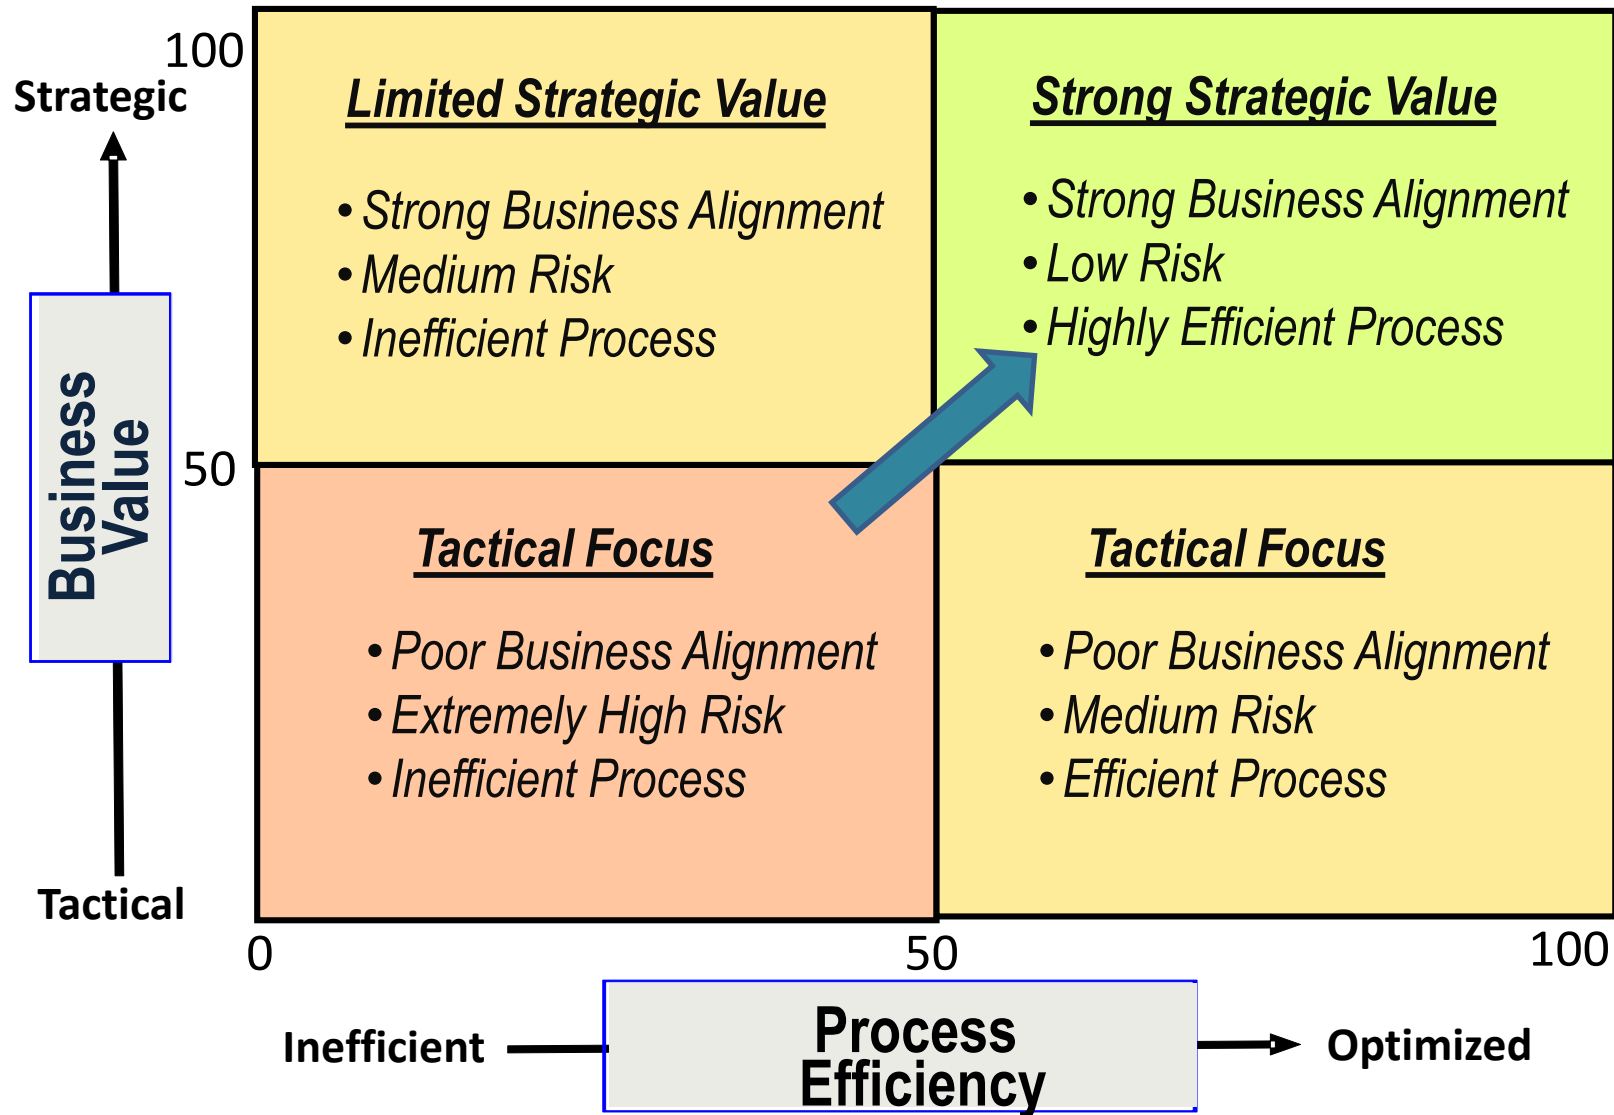 100
Strategic
Business
Value
50
Tactical
Limited Strategic Value
• Strong Business Alignment
• Medium Risk
• Inefficient Process
Strong Strategic Value
• Strong Business Alignment
• Low Risk
• Highly Efficient Process
Tactical Focus
• Poor Business Alignment
• Extremely High Risk
• Inefficient Process
Tactical Focus
• Poor Business Alignment
• Medium Risk
• Efficient Process
0
50
100
Inefficient
Process
Efficiency
Optimized